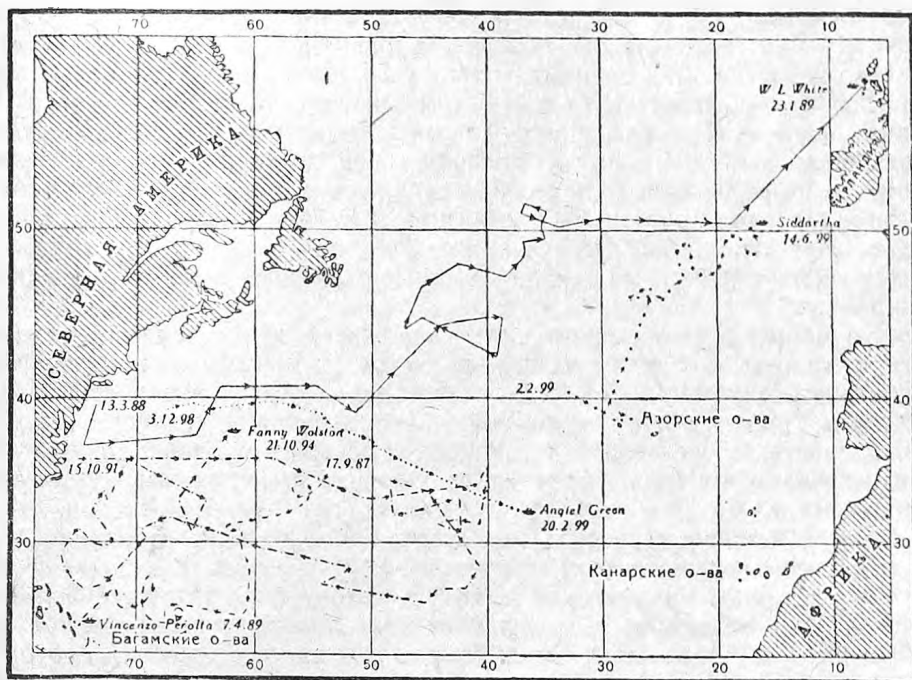 70 60 50 40 30 20 10
W. L. White
23.1.89
СЕВЕРНАЯ АМЕРИКА
ИРЛАНДИЯ
50
Siddartha
14.6.99
50
40
13.3.88
3.12.98
2.2.99
40
Fanny Wolston
21.10.94
Азорские о-ва
15.10.91
17.9.87
Angiel Green
20.2.99
30
30
Канарские о-ва
АФРИКА
Vincenzo-Perolta 7.4.89
Багамские о-ва
70 60 50 40 30 20 10